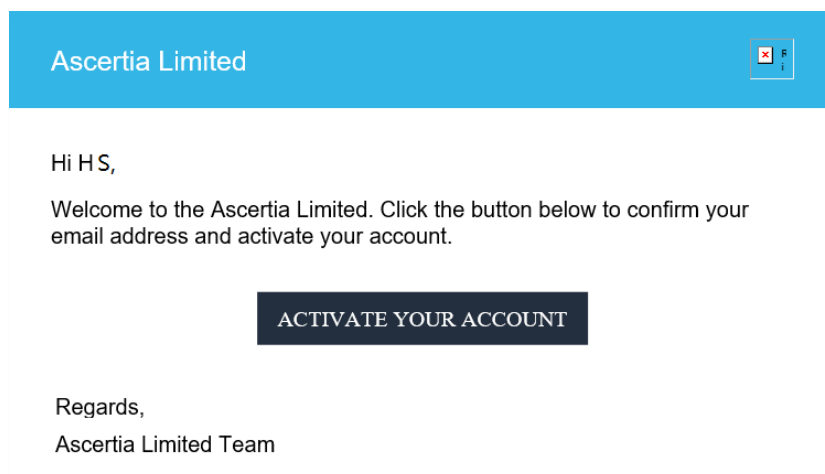 Ascertia Limited
R
i
Hi H S,
Welcome to the Ascertia Limited. Click the button below to confirm your
email address and activate your account.
ACTIVATE YOUR ACCOUNT
Regards,
Ascertia Limited Team